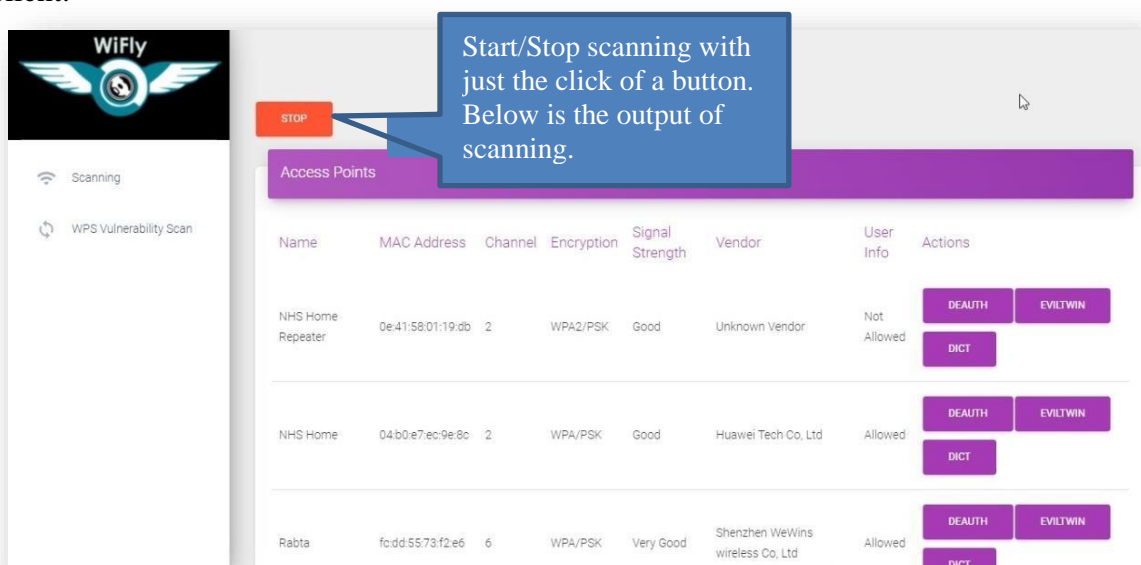 WiFly
Start/Stop scanning with
just the click of a button.
Below is the output of
scanning.
STOP
Scanning
WPS Vulnerability Scan
Access Points
Name MAC Address Channel Encryption Signal Strength Vendor User Info Actions
NHS Home Repeater 0e:41:58:01:19:db 2 WPA2/PSK Good Unknown Vendor Not Allowed DEAUTH EVILTWIN
DICT
NHS Home 04:b0:e7:ec:9e:8c 2 WPA/PSK Good Huawei Tech Co, Ltd Allowed DEAUTH EVILTWIN
DICT
Rabta fc:dd:55:73:f2:e6 6 WPA/PSK Very Good Shenzhen WeWins wireless Co, Ltd Allowed DEAUTH EVILTWIN
DICT